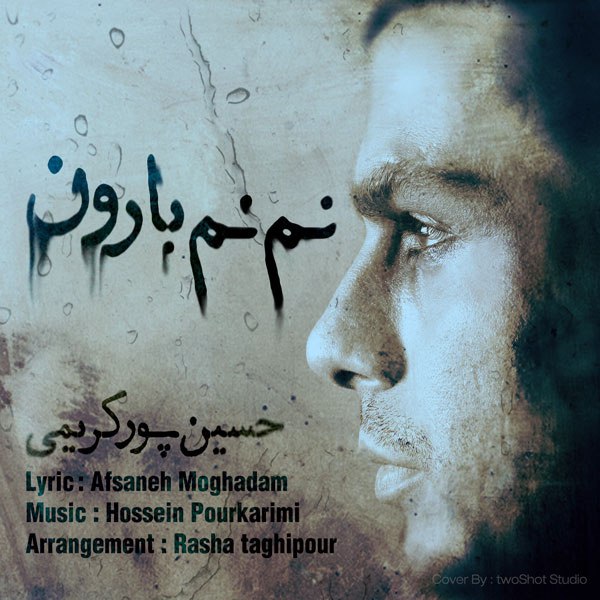 نم نم بارون
حسین پورکریمی
Lyric : Afsaneh Moghadam
Music : Hossein Pourkarimi
Arrangement : Rasha taghipour
Cover By : twoShot Studio